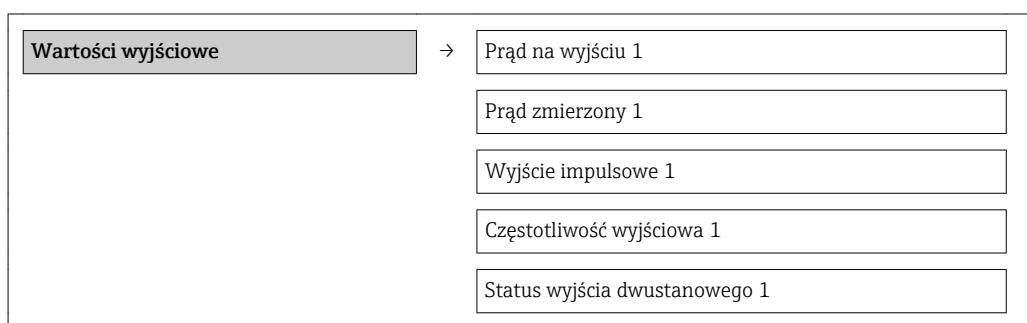 Wartości wyjściowe → Prąd na wyjściu 1
Prąd zmierzony 1
Wyjście impulsowe 1
Częstotliwość wyjściowa 1
Status wyjścia dwustanowego 1